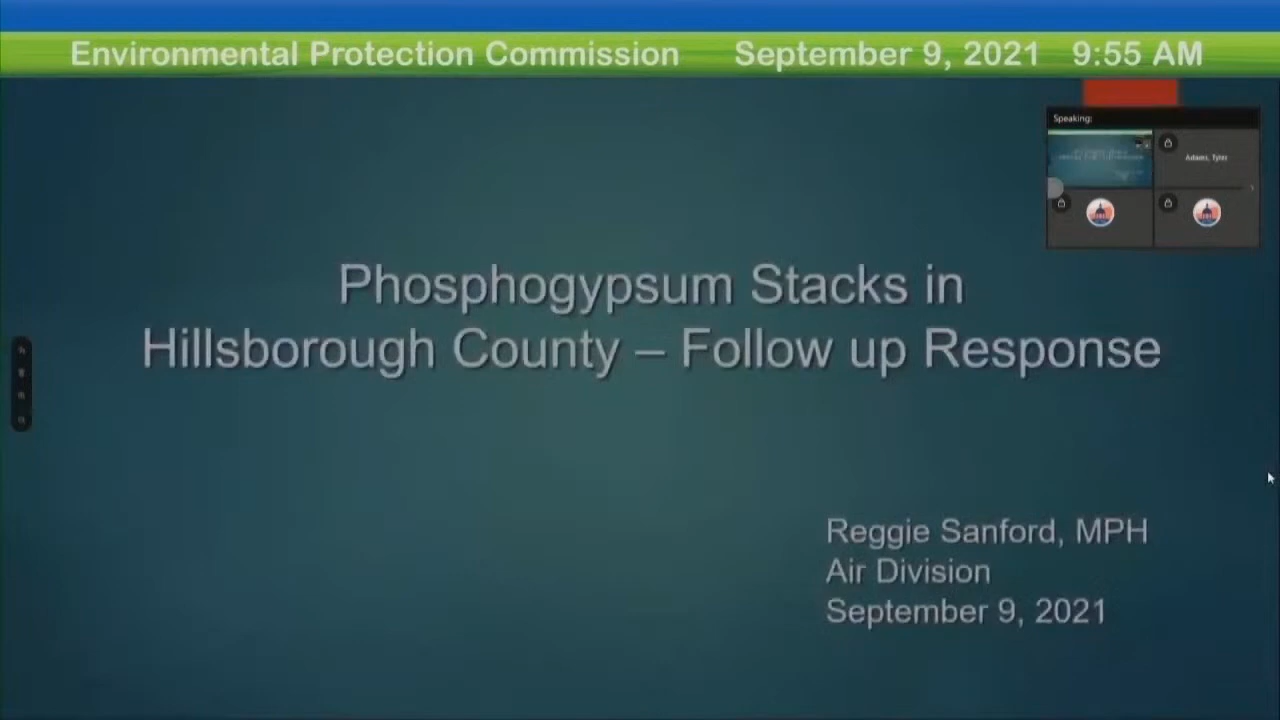 Environmental Protection Commission September 9, 2021 9:55 AM
Speaking:
Adams, Tyler
Phosphogypsum Stacks in
Hillsborough County – Follow up Response
Reggie Sanford, MPH
Air Division
September 9, 2021